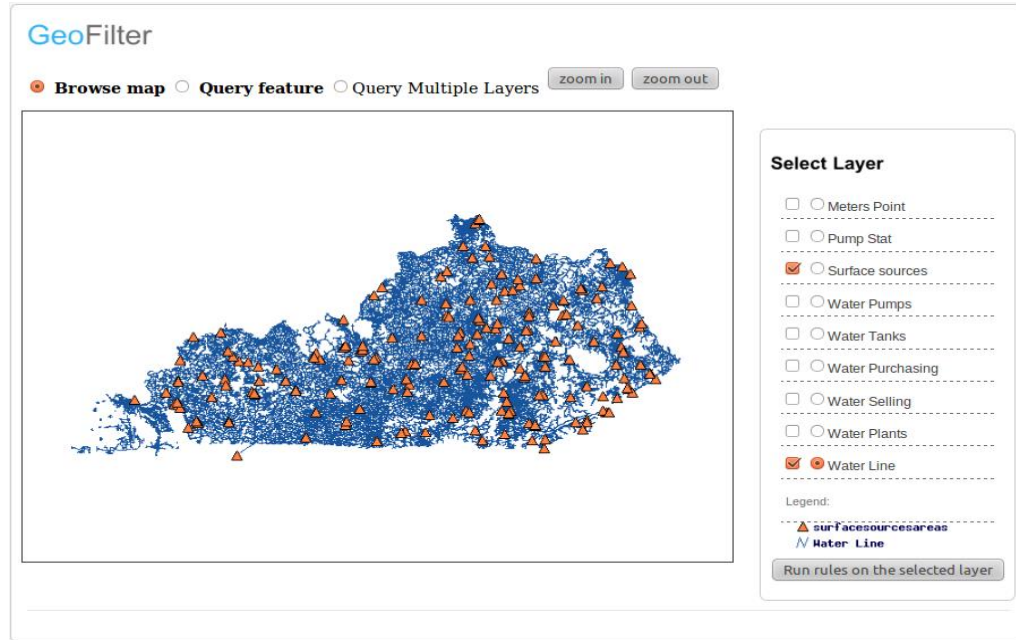 GeoFilter
Browse map Query feature Query Multiple Layers zoom in zoom out
Select Layer
Meters Point
Pump Stat
Surface sources
Water Pumps
Water Tanks
Water Purchasing
Water Selling
Water Plants
Water Line
Legend:
surfacesourcesareas
Water Line
Run rules on the selected layer